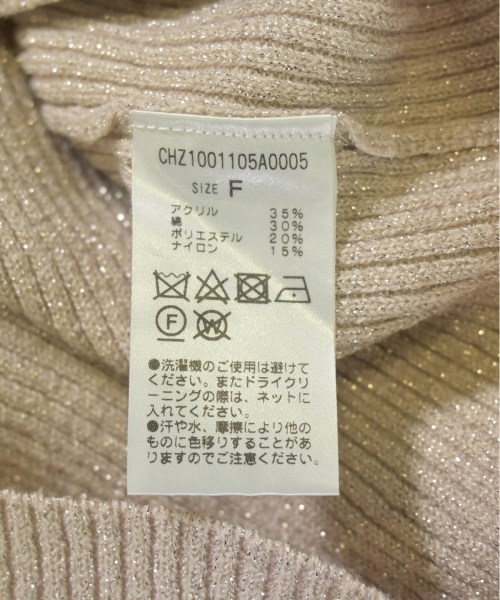 CHZ1001105A0005
SIZE F
アクリル 35%
綿 30%
ポリエステル 20%
ナイロン 15%
F W
●洗濯機のご使用は避けて
ください。またドライクリ
ーニングの際は、ネットに
入れてください。
●汗や水、摩擦により他の
ものに色移りすることがあ
りますのでご注意ください。